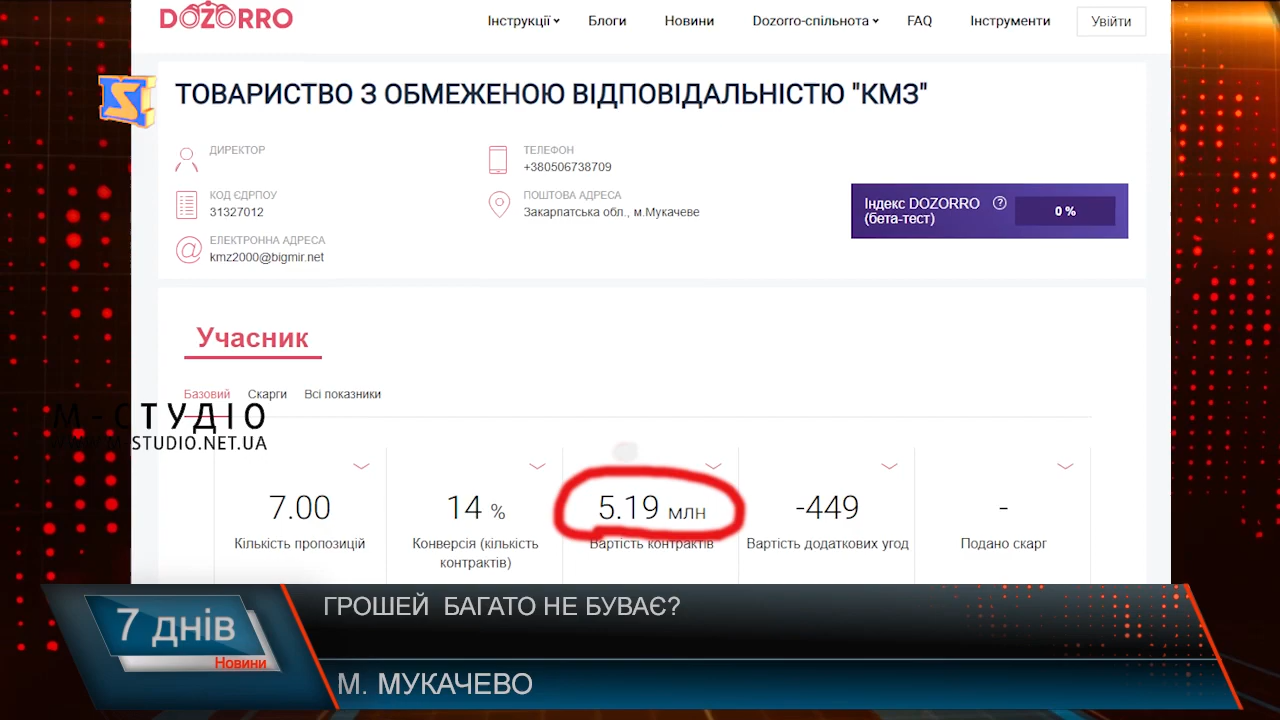 DOZORRO
Інструкції Блоги Новини Dozorro-спільнота FAQ Інструменти Увійти
ТОВАРИСТВО З ОБМЕЖЕНОЮ ВІДПОВІДАЛЬНІСТЮ "КМЗ"
ДИРЕКТОР
ТЕЛЕФОН
+380506738709
КОД ЄДРПОУ
31327012
ПОШТОВА АДРЕСА
Закарпатська обл., м.Мукачеве
ЕЛЕКТРОННА АДРЕСА
kmz2000@bigmir.net
Індекс DOZORRO ?
(бета-тест)
0 %
Учасник
Базовий Скарги Всі показники
М-СТУДІО
WWW.M-STUDIO.NET.UA
7.00
Кількість пропозицій
14 %
Конверсія (кількість
контрактів)
5.19 млн
Вартість контрактів
-449
Вартість додаткових угод
-
Подано скарг
7 днів
Новини
ГРОШЕЙ БАГАТО НЕ БУВАЄ?
М. МУКАЧЕВО